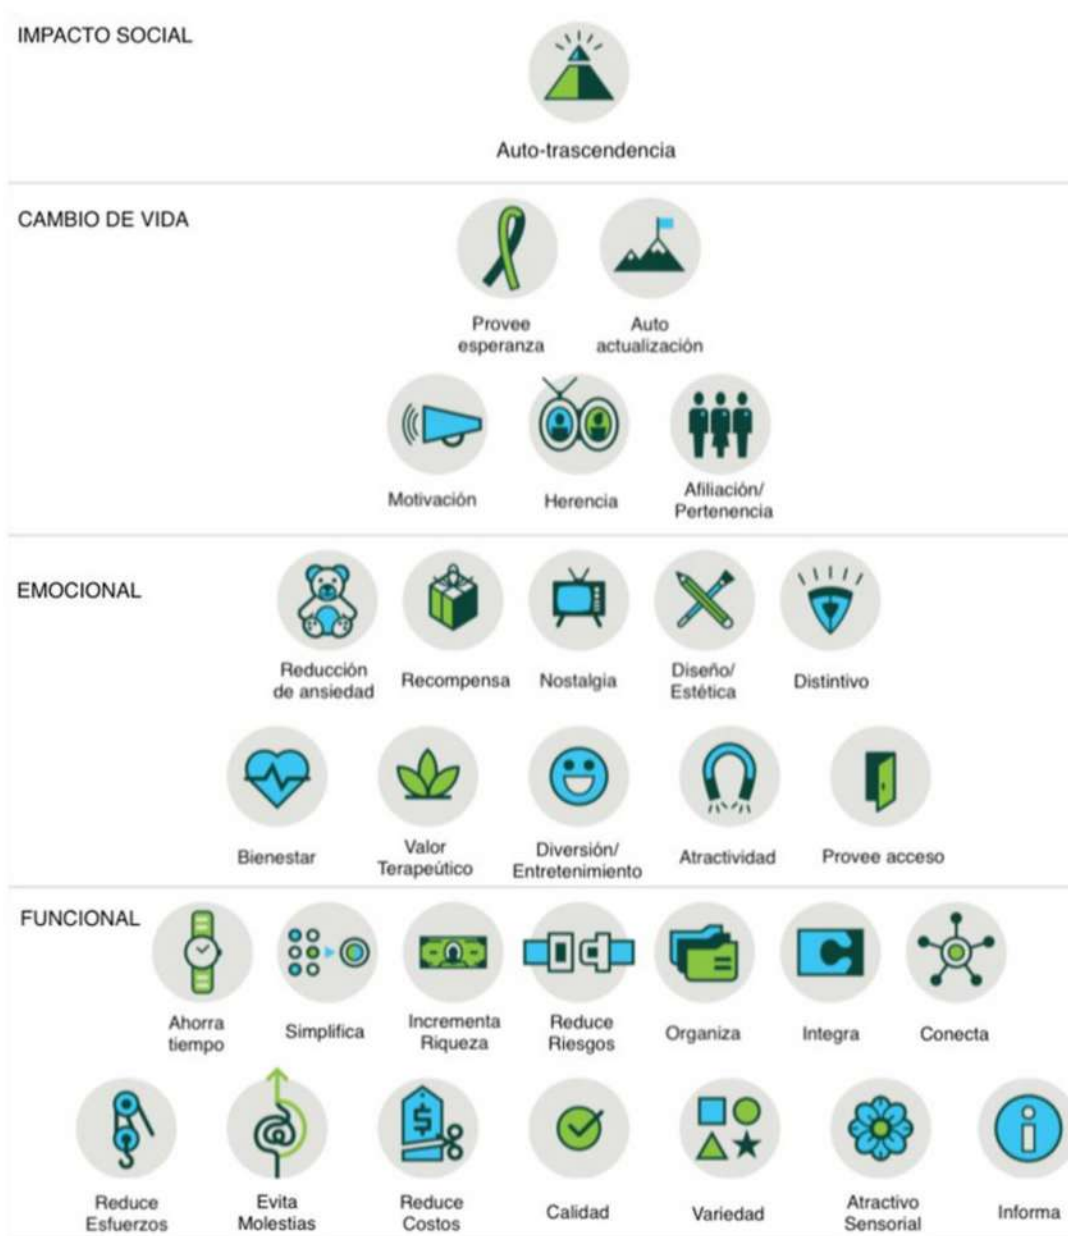 IMPACTO SOCIAL
Auto-trascendencia
CAMBIO DE VIDA
Provee
esperanza
Auto
actualización
Motivación
Herencia
Afiliación/
Pertenencia
EMOCIONAL
Reducción
de ansiedad
Recompensa
Nostalgia
Diseño/
Estética
Distintivo
Bienestar
Valor
Terapeútico
Diversión/
Entretenimiento
Atractividad
Provee acceso
FUNCIONAL
Ahorra
tiempo
Simplifica
Incrementa
Riqueza
Reduce
Riesgos
Organiza
Integra
Conecta
Reduce
Esfuerzos
Evita
Molestias
$
Reduce
Costos
Calidad
Variedad
Atractivo
Sensorial
i
Informa